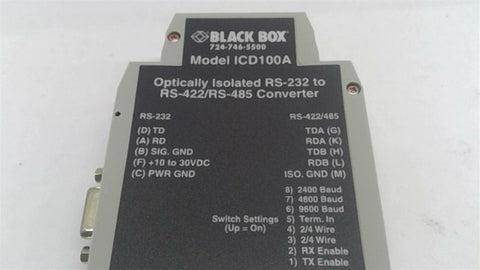 BLACK BOX®
724-746-5500
Model ICD100A
Optically Isolated RS-232 to
RS-422/RS-485 Converter
RS-232 RS-422/485
(D) TD TDA (G)
(A) RD RDA (K)
(B) SIG. GND TDB (H)
(F) +10 to 30VDC RDB (L)
(C) PWR GND ISO. GND (M)
8) 2400 Baud
7) 4800 Baud
6) 9600 Baud
Switch Settings 5) Term. In
(Up = On) 4) 2/4 Wire
3) 2/4 Wire
2) RX Enable
1) TX Enable